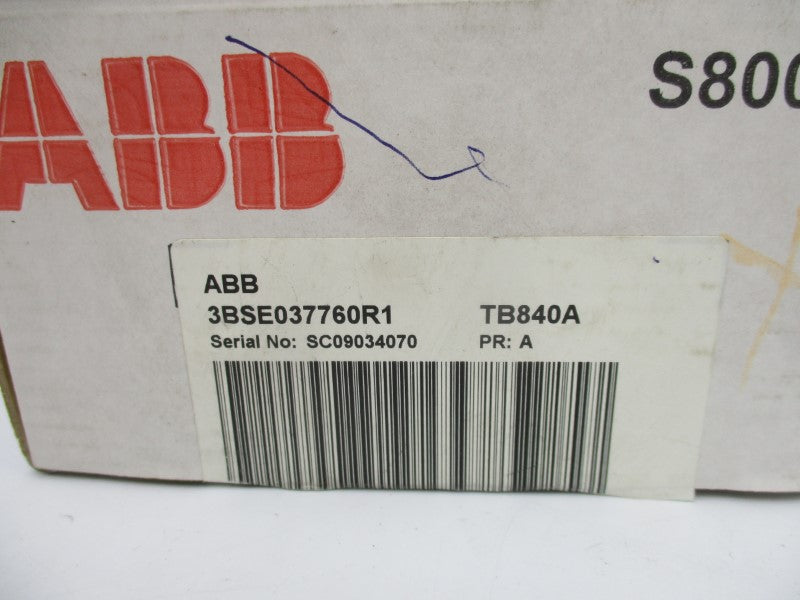 ABB
S800
ABB
3BSE037760R1 TB840A
Serial No: SC09034070 PR: A